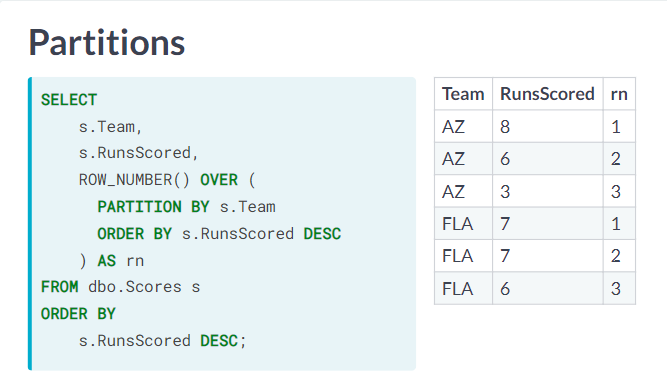 Partitions
SELECT
s.Team,
s.RunsScored,
ROW_NUMBER() OVER (
PARTITION BY s.Team
ORDER BY s.RunsScored DESC
) AS rn
FROM dbo.Scores s
ORDER BY
s.RunsScored DESC;
Team RunsScored rn
AZ 8 1
AZ 6 2
AZ 3 3
FLA 7 1
FLA 7 2
FLA 6 3